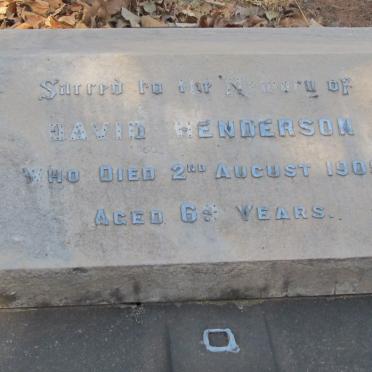 Sacred to the Memory of
DAVID HENDERSON
WHO DIED 2ND AUGUST
AGED YEARS.